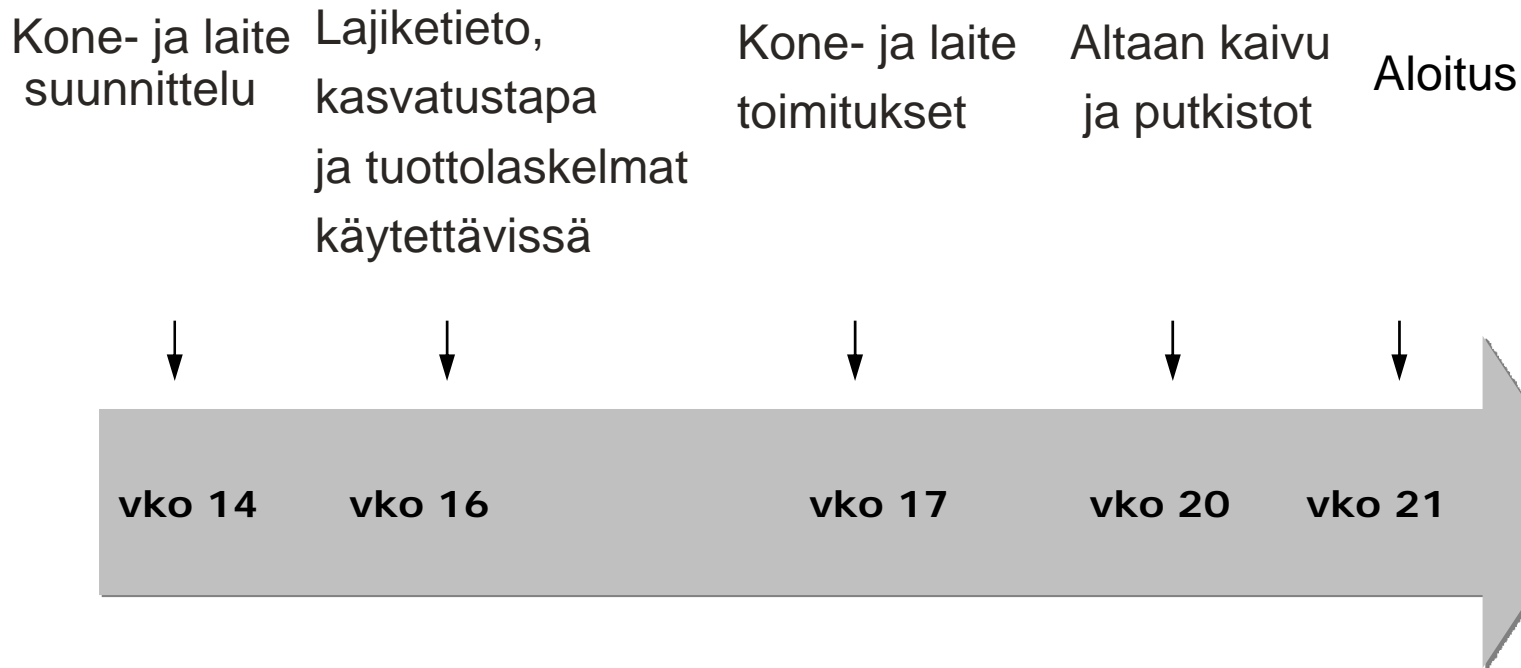 Kone- ja laite
suunnittelu
Lajiketieto,
kasvatustapa
ja tuottolaskelmat
käytettävissä
Kone- ja laite
toimitukset
Altaan kaivu
ja putkistot
Aloitus
vko 14
vko 16
vko 17
vko 20
vko 21